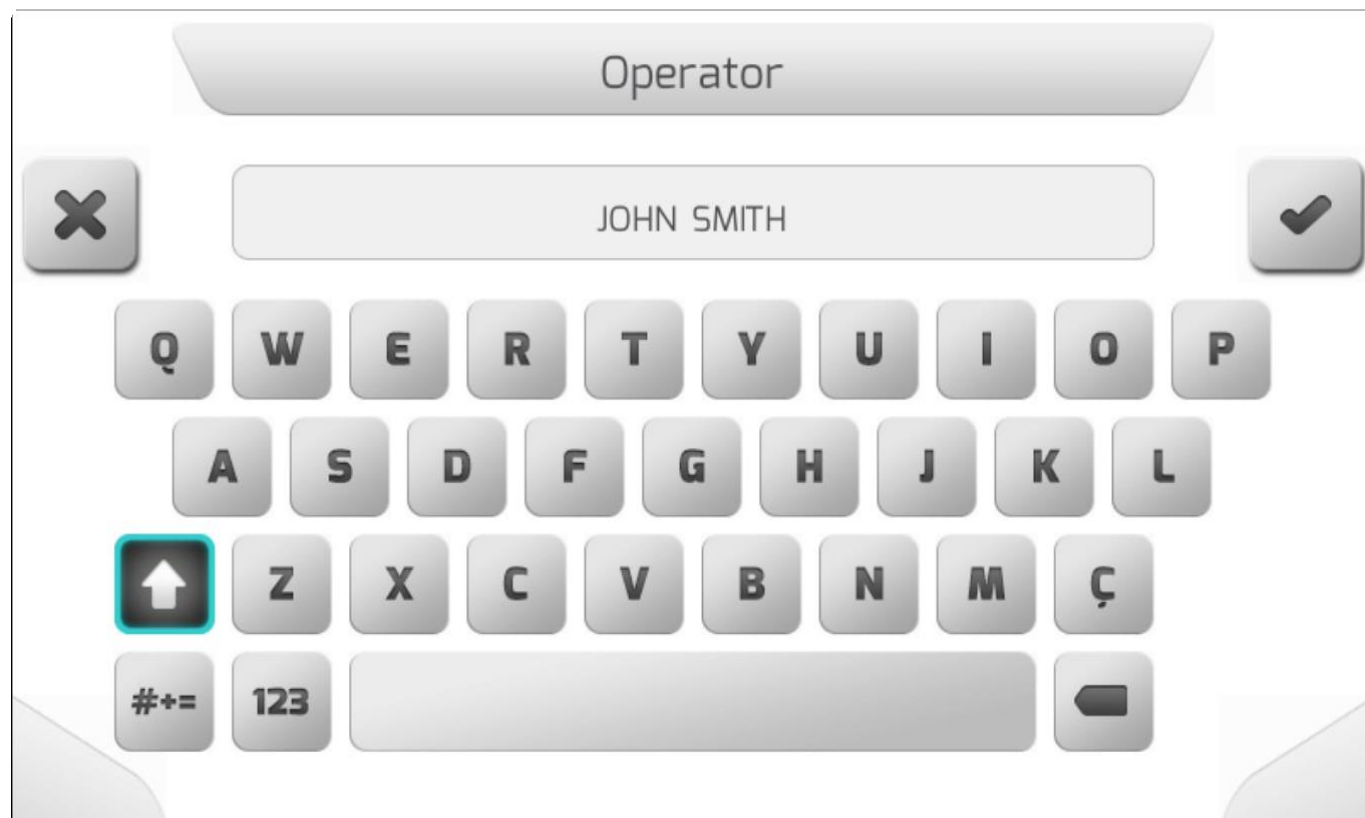 Operator
JOHN SMITH
Q W E R T Y U I O P
A S D F G H J K L
Z X C V B N M Ç
#+= 123